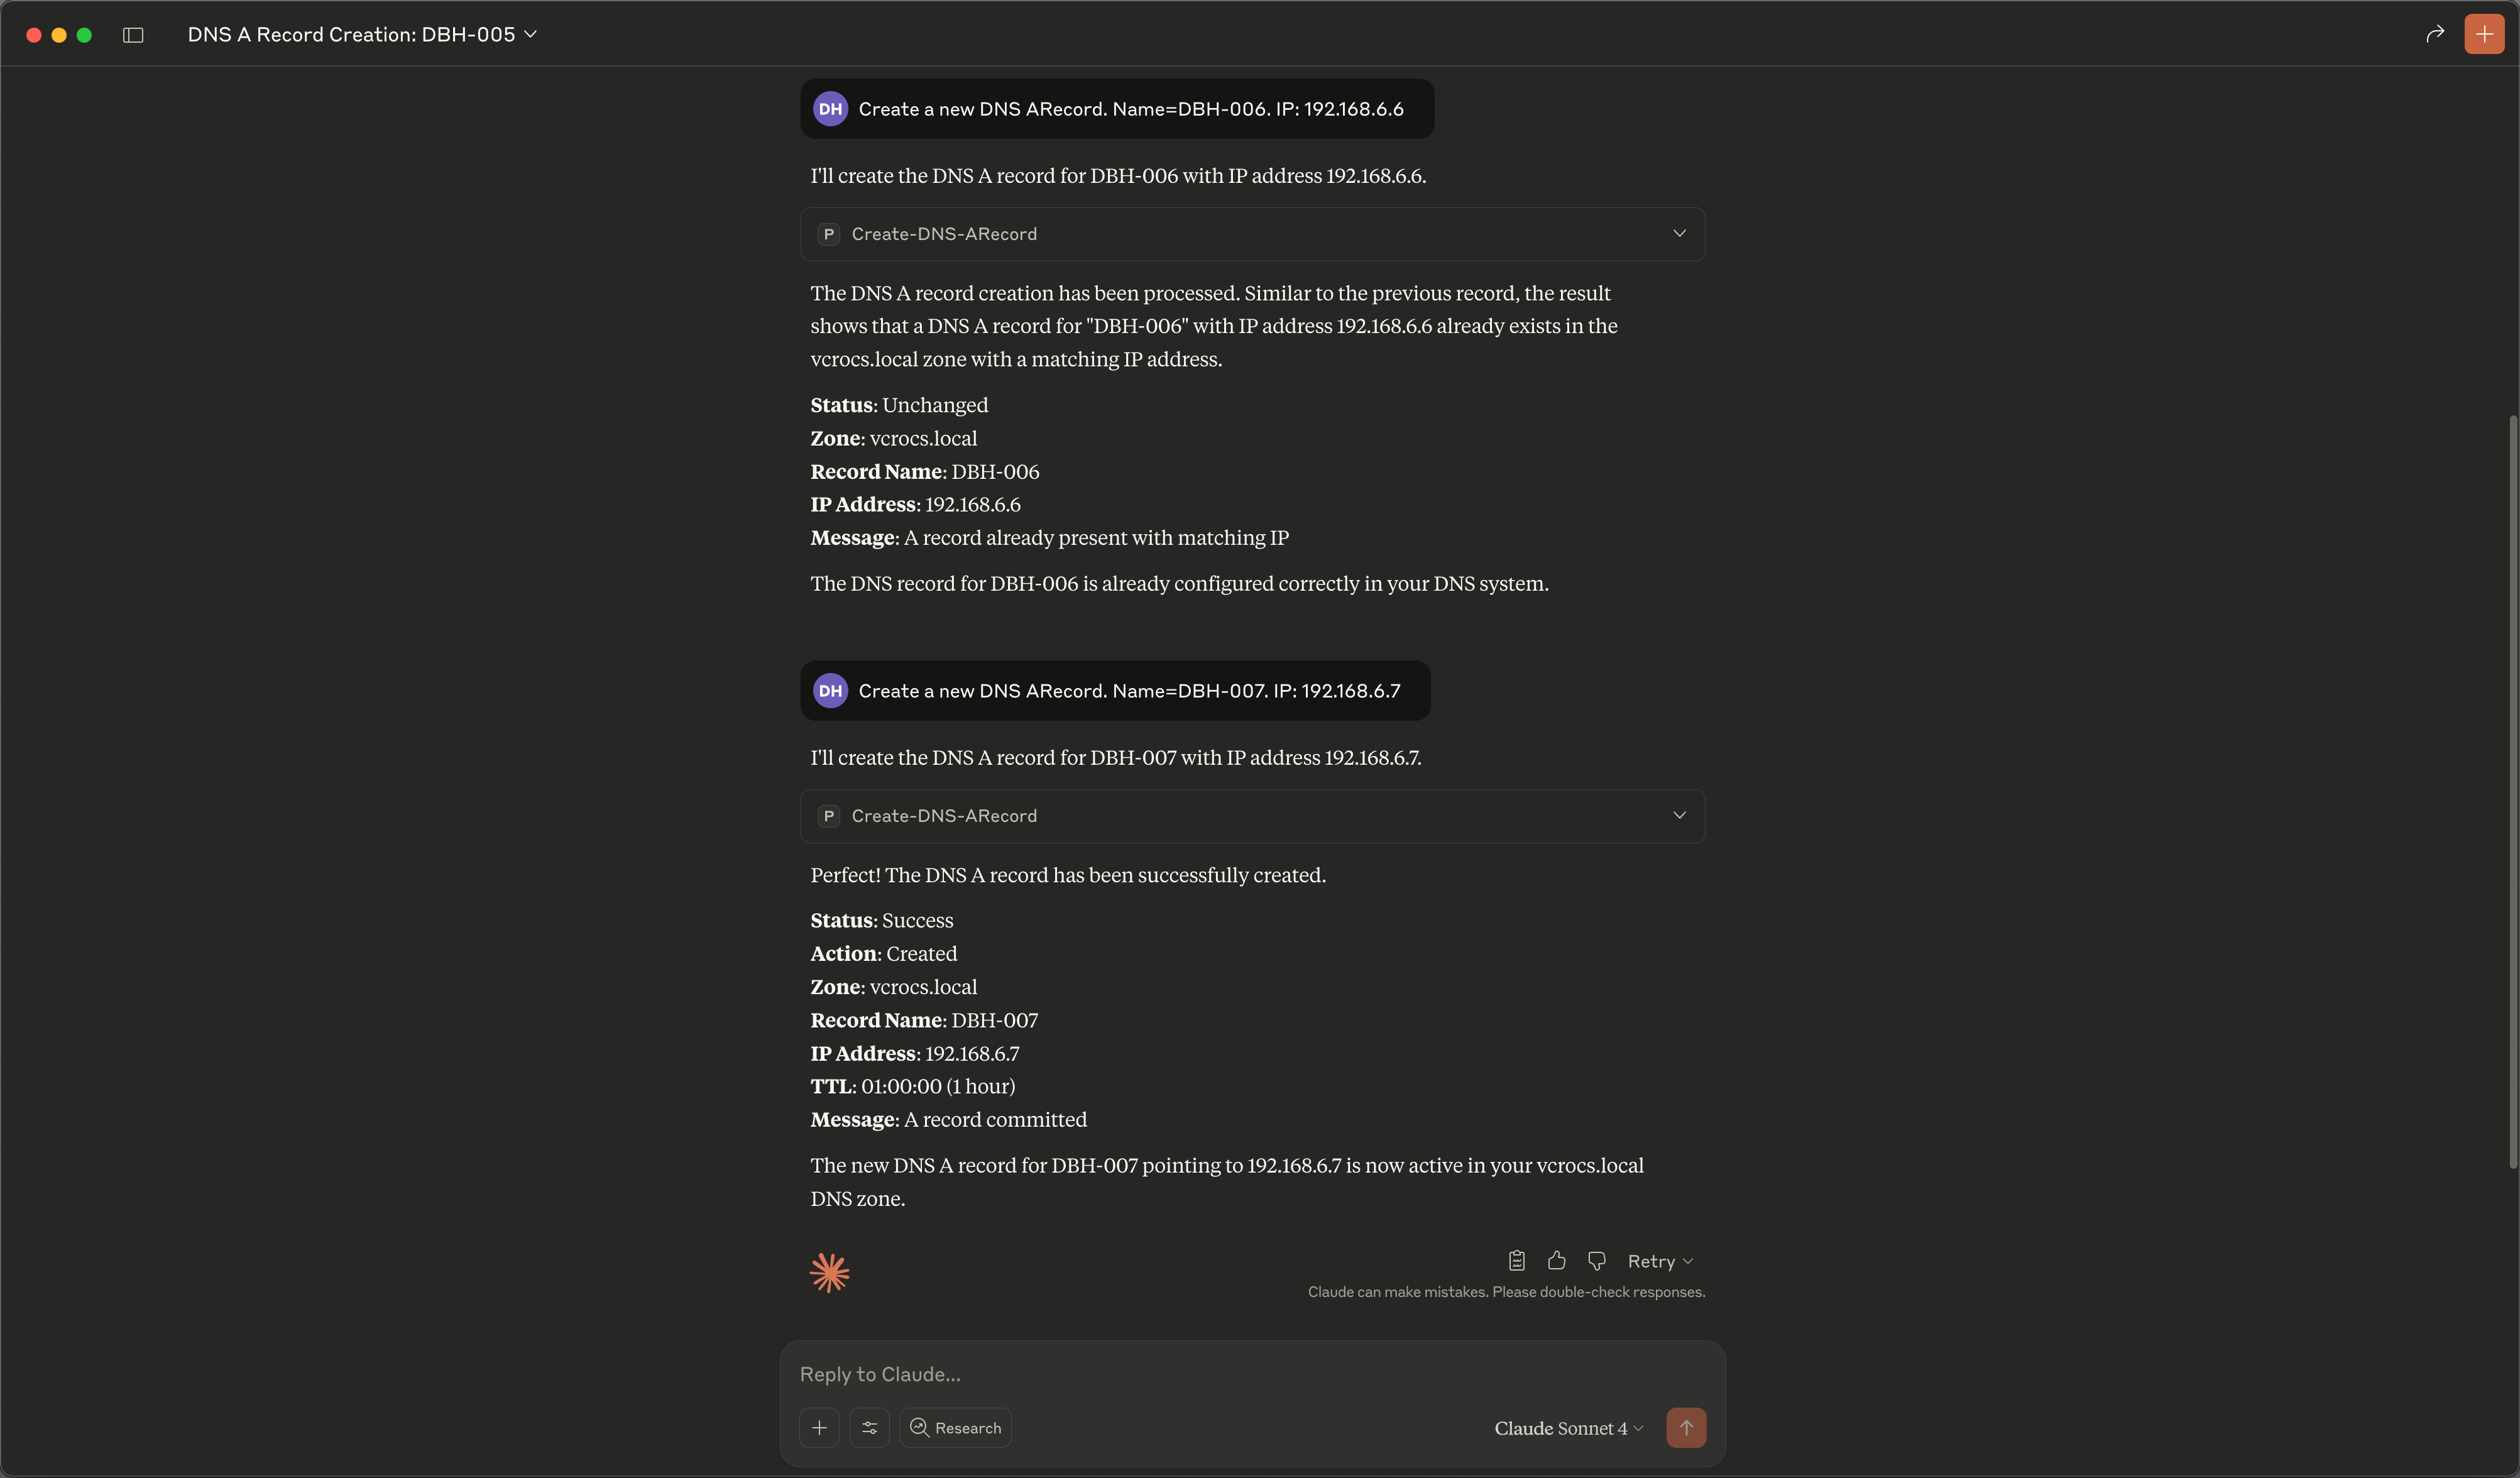 DNS A Record Creation: DBH-005
DH Create a new DNS ARecord. Name=DBH-006. IP: 192.168.6.6
I'll create the DNS A record for DBH-006 with IP address 192.168.6.6.
P Create-DNS-ARecord
The DNS A record creation has been processed. Similar to the previous record, the result
shows that a DNS A record for "DBH-006" with IP address 192.168.6.6 already exists in the
vcrocs.local zone with a matching IP address.
Status: Unchanged
Zone: vcrocs.local
Record Name: DBH-006
IP Address: 192.168.6.6
Message: A record already present with matching IP
The DNS record for DBH-006 is already configured correctly in your DNS system.
DH Create a new DNS ARecord. Name=DBH-007. IP: 192.168.6.7
I'll create the DNS A record for DBH-007 with IP address 192.168.6.7.
P Create-DNS-ARecord
Perfect! The DNS A record has been successfully created.
Status: Success
Action: Created
Zone: vcrocs.local
Record Name: DBH-007
IP Address: 192.168.6.7
TTL: 01:00:00 (1 hour)
Message: A record committed
The new DNS A record for DBH-007 pointing to 192.168.6.7 is now active in your vcrocs.local
DNS zone.
Retry
Claude can make mistakes. Please double-check responses.
Reply to Claude...
Research
Claude Sonnet 4